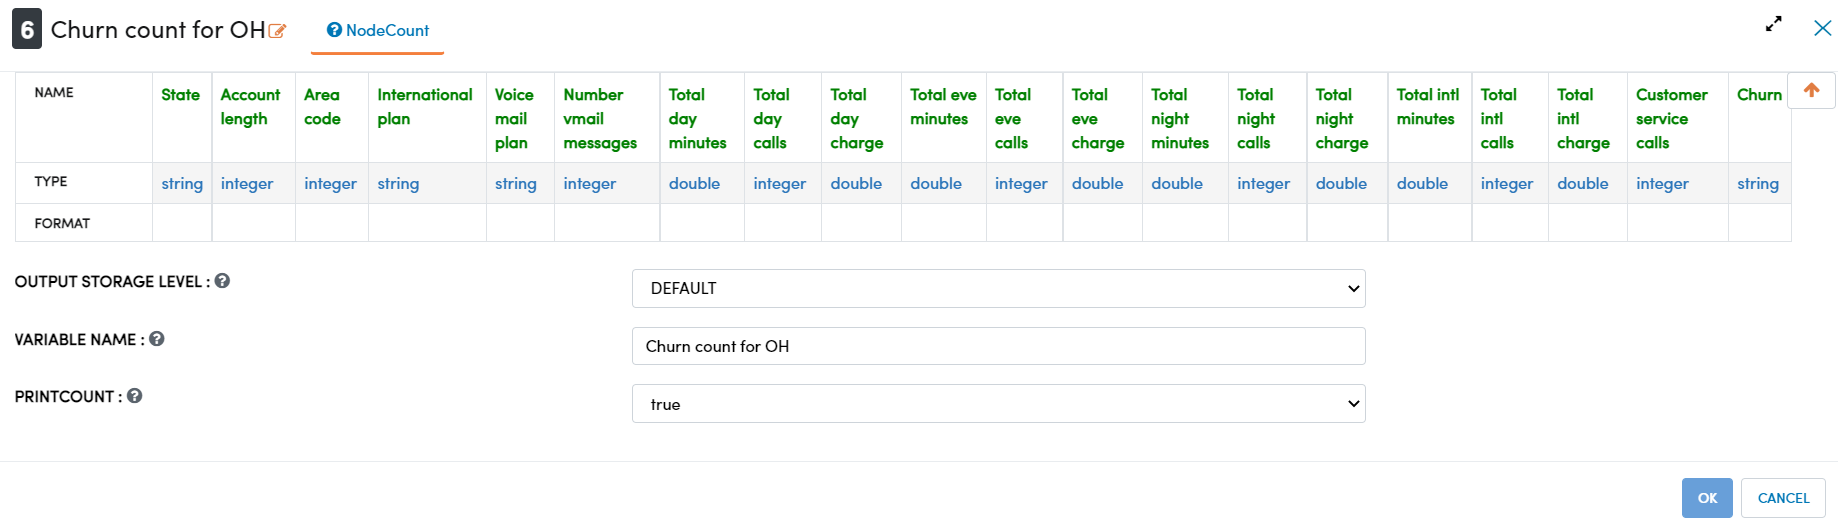 6 Churn count for OH NodeCount
NAME State Account length Area code International plan Voice mail plan Number vmail messages Total day minutes Total day calls Total day charge Total eve minutes Total eve calls Total eve charge Total night minutes Total night calls Total night charge Total intl minutes Total intl calls Total intl charge Customer service calls Churn
TYPE string integer integer string string integer double integer double double integer double double integer double double integer double integer string
FORMAT
OUTPUT STORAGE LEVEL : DEFAULT
VARIABLE NAME : Churn count for OH
PRINTCOUNT : true
OK CANCEL